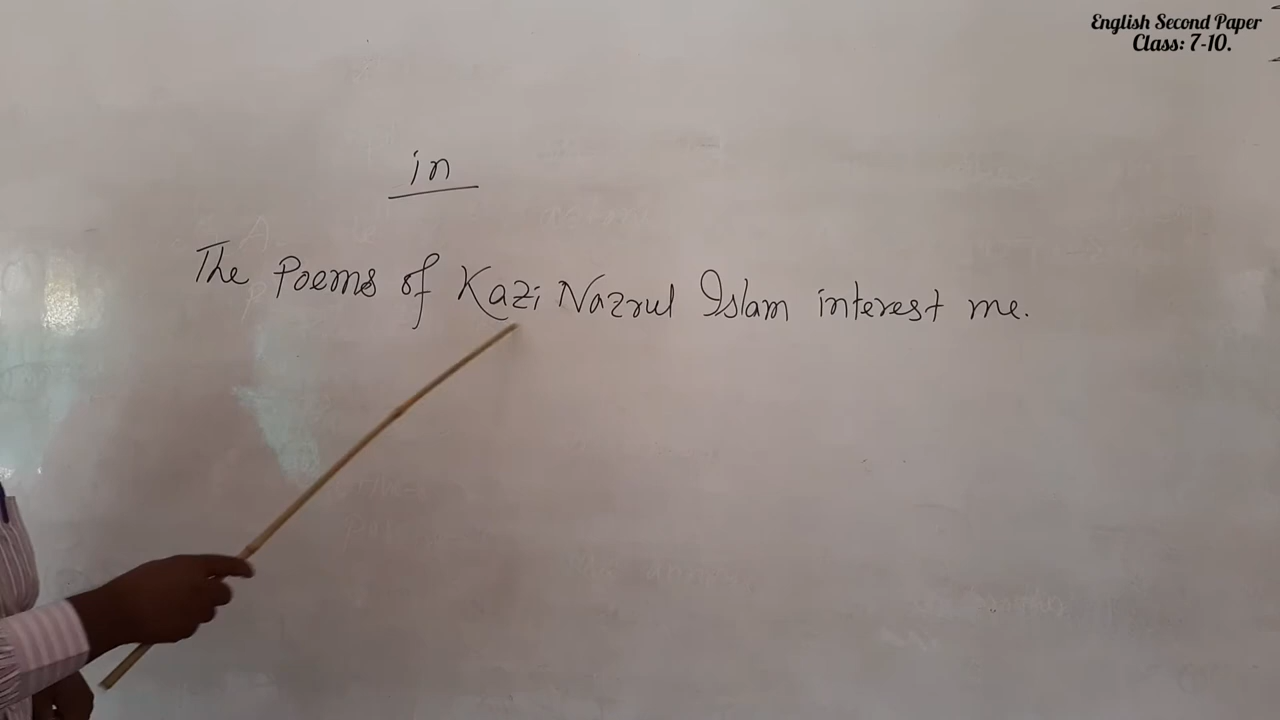 English Second Paper
Class: 7-10.
in
The Poems of Kazi Nazrul Islam interest me.